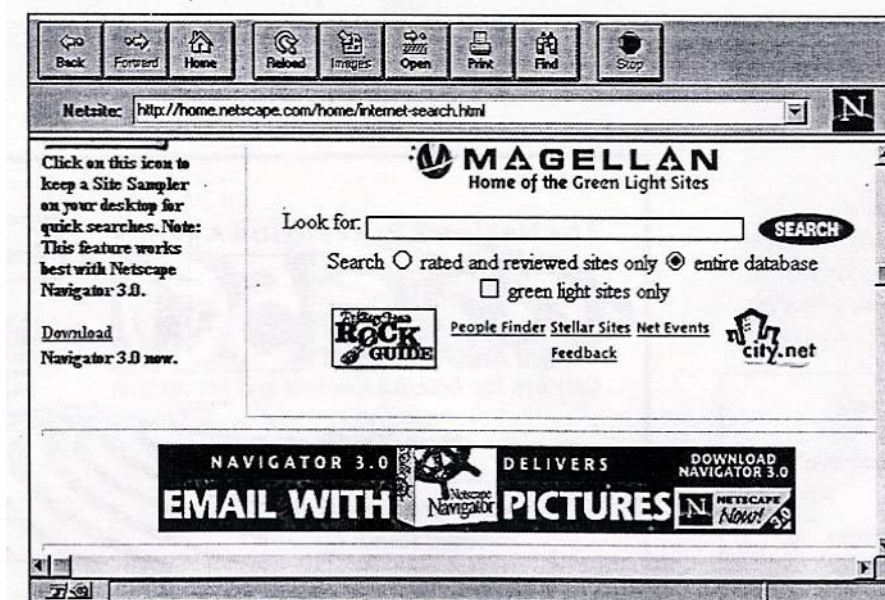 Back Forward Home Reload Images Open Print Find Stop
Netsite: http://home.netscape.com/home/internet-search.html
N
Click on this icon to
keep a Site Sampler
on your desktop for
quick searches. Note:
This feature works
best with Netscape
Navigator 3.0.
Download
Navigator 3.0 now.
MAGELLAN
Home of the Green Light Sites
Look for: SEARCH
Search rated and reviewed sites only entire database
green light sites only
ROCK
GUIDE
People Finder Stellar Sites Net Events
Feedback
city.net
NAVIGATOR 3.0 DELIVERS
EMAIL WITH PICTURES
Netscape
Navigator
DOWNLOAD
NAVIGATOR 3.0
N NETSCAPE
Now! 3.0